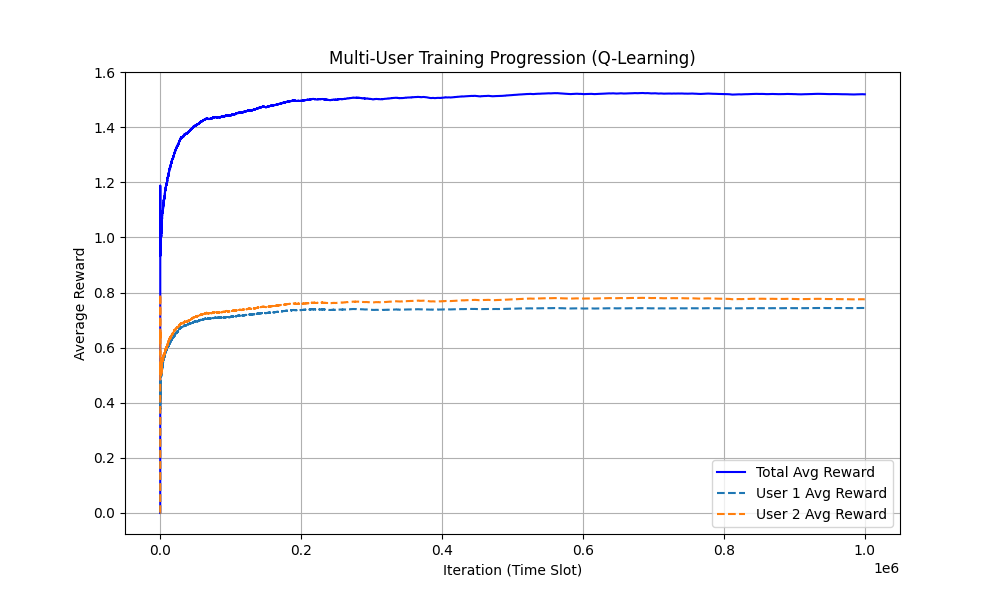 Multi-User Training Progression (Q-Learning)
Average Reward
1.6
1.4
1.2
1.0
0.8
0.6
0.4
0.2
0.0
Total Avg Reward
User 1 Avg Reward
User 2 Avg Reward
0.0 0.2 0.4 0.6 0.8 1.0
1e6
Iteration (Time Slot)